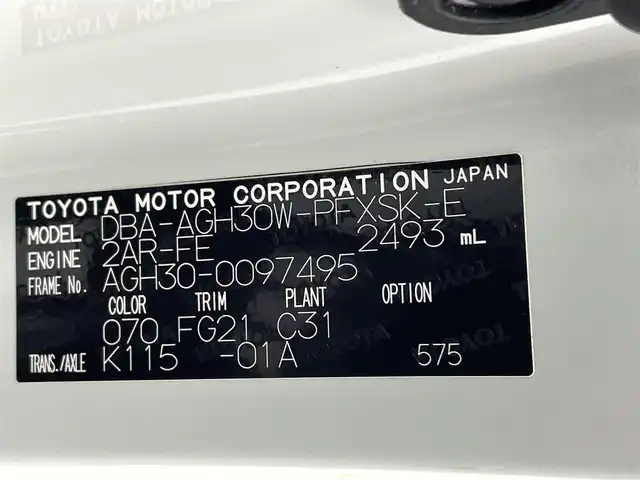 TOYOTA MOTOR CORPORATION JAPAN
MODEL DBA-AGH30W-PFXSK-E
ENGINE 2AR-FE 2493 mL
FRAME No. AGH30-0097495
COLOR TRIM PLANT OPTION
070 FG21 C31
TRANS./AXLE K115 -01A 575